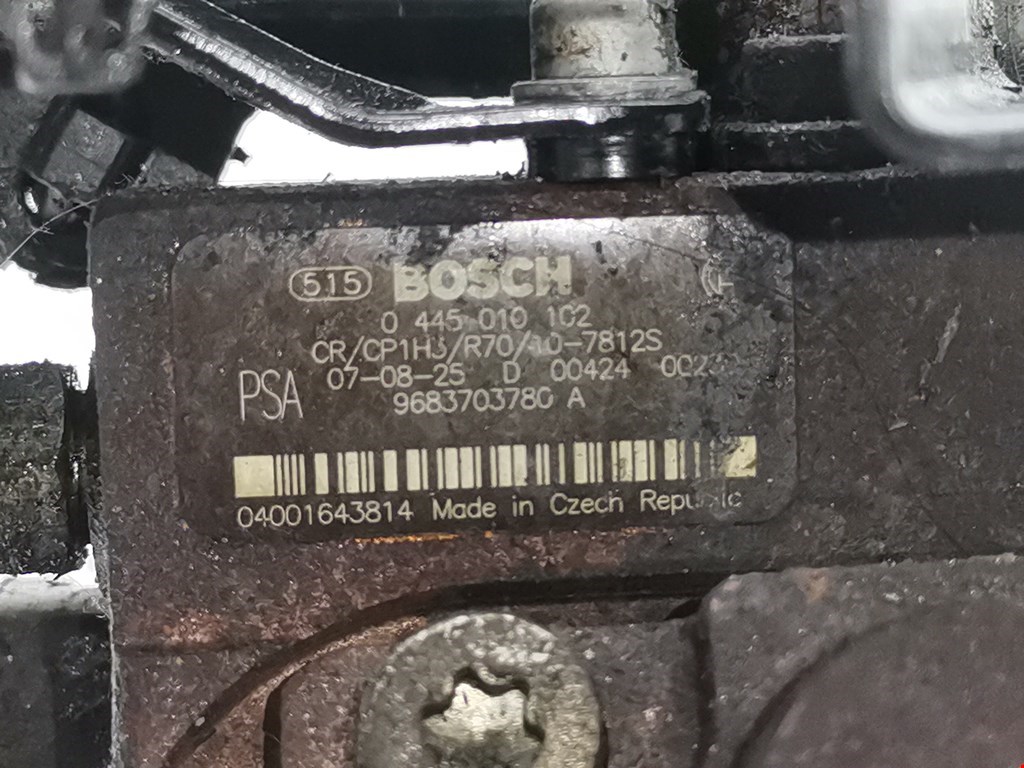 515 BOSCH
0 445 010 102
CR/CP1H3/R70/10-7812S
PSA 07-08-25 D 00424
9683703780 A
04001643814 Made in Czech Republic